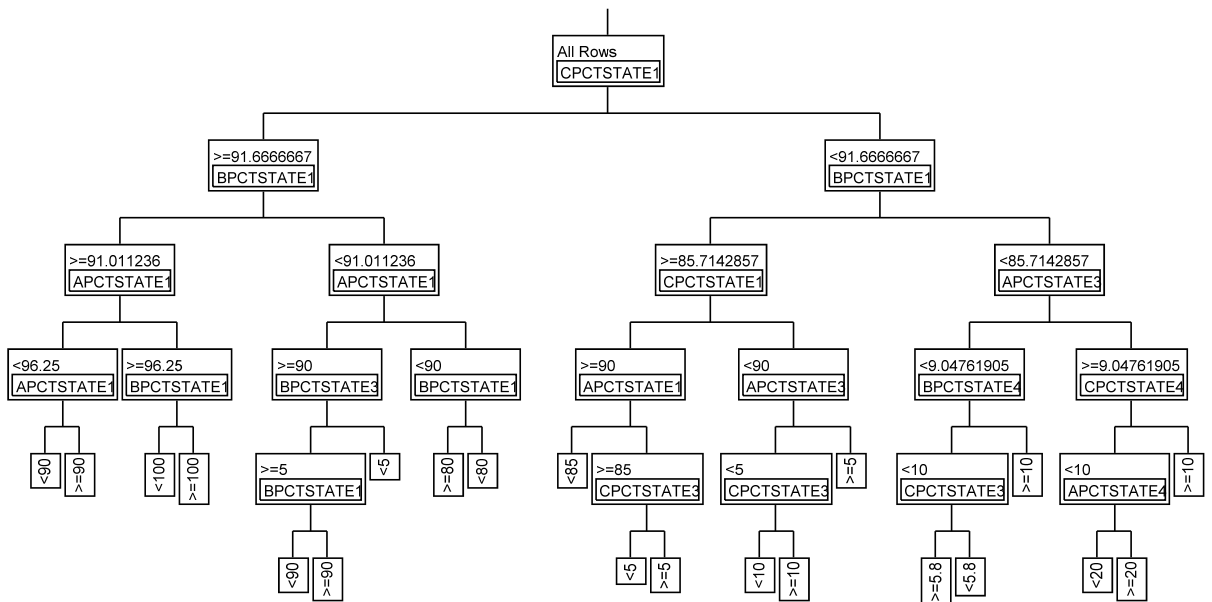 All Rows
CPCTSTATE1
>=91.6666667
BPCTSTATE1
<91.6666667
BPCTSTATE1
>=91.011236
APCTSTATE1
<91.011236
APCTSTATE1
>=85.7142857
CPCTSTATE1
<85.7142857
APCTSTATE3
<96.25
APCTSTATE1
>=96.25
BPCTSTATE1
>=90
BPCTSTATE3
<90
BPCTSTATE1
>=90
APCTSTATE1
<90
APCTSTATE3
<9.04761905
BPCTSTATE4
>=9.04761905
CPCTSTATE4
<90
>=90
<100
>=100
>=5
BPCTSTATE1
<5
>=80
<80
<85
>=85
CPCTSTATE3
<5
CPCTSTATE3
>=5
<10
CPCTSTATE3
>=10
<10
APCTSTATE4
>=10
<90
>=90
<5
>=5
<10
>=10
>=5.8
<5.8
<20
>=20